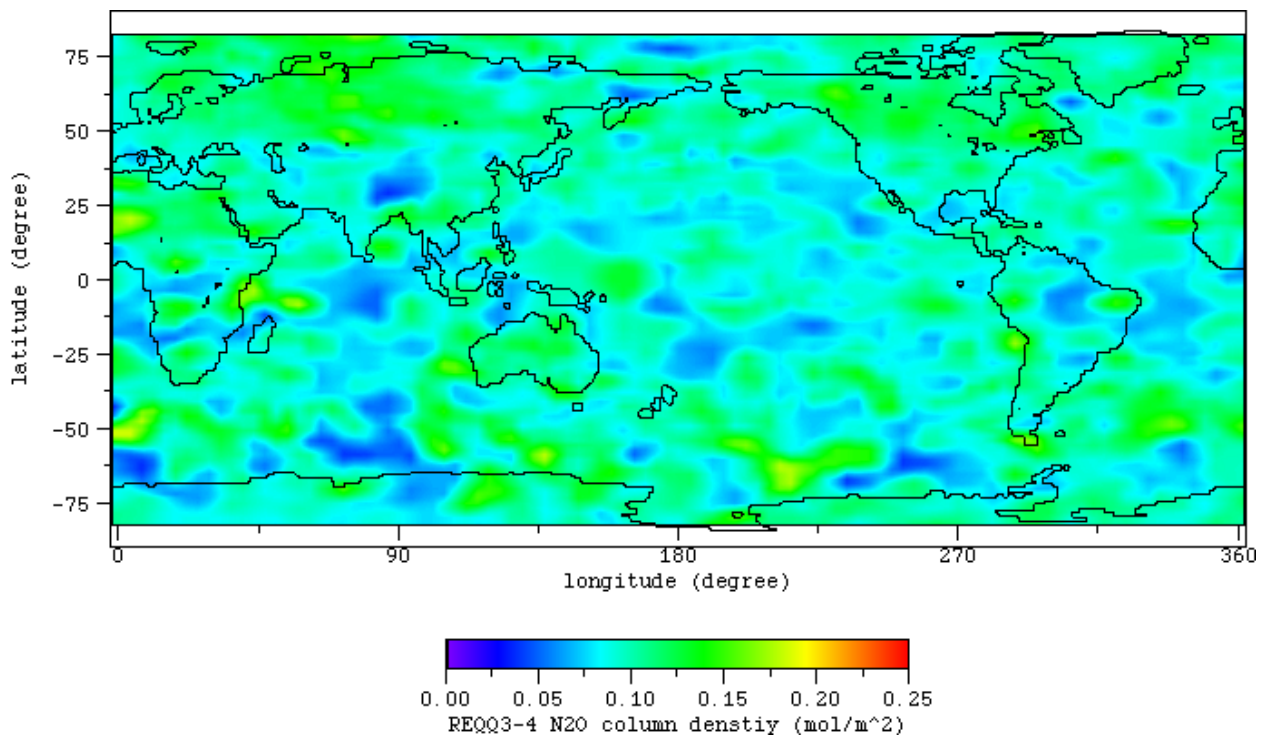 75
50
25
0
-25
-50
-75
latitude (degree)
0 90 180 270 360
longitude (degree)
0.00 0.05 0.10 0.15 0.20 0.25
REQQ3-4 N2O column denstiy (mol/m^2)